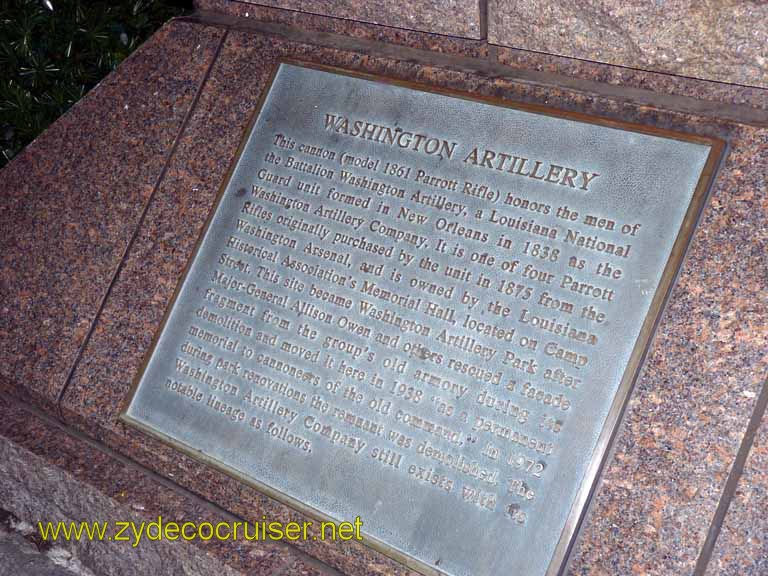 WASHINGTON ARTILLERY
This cannon (model 1861 Parrott Rifle) honors the men of
the Battalion Washington Artillery, a Louisiana National
Guard unit formed in New Orleans in 1838 as the
Washington Artillery Company. It is one of four Parrott
Rifles originally purchased by the unit in 1875 from the
Washington Arsenal, and is owned by the Louisiana
Historical Association's Memorial Hall, located on Camp
Street. This site became Washington Artillery Park after
Major-General Allison Owen and others rescued a facade
fragment from the group's old armory during its
demolition and moved it here in 1938 "as a permanent
memorial to cannoneers of the old command." In 1972
during park renovations the remnant was demolished. The
Washington Artillery Company still exists with its
notable lineage as follows.
www.zydecocruiser.net